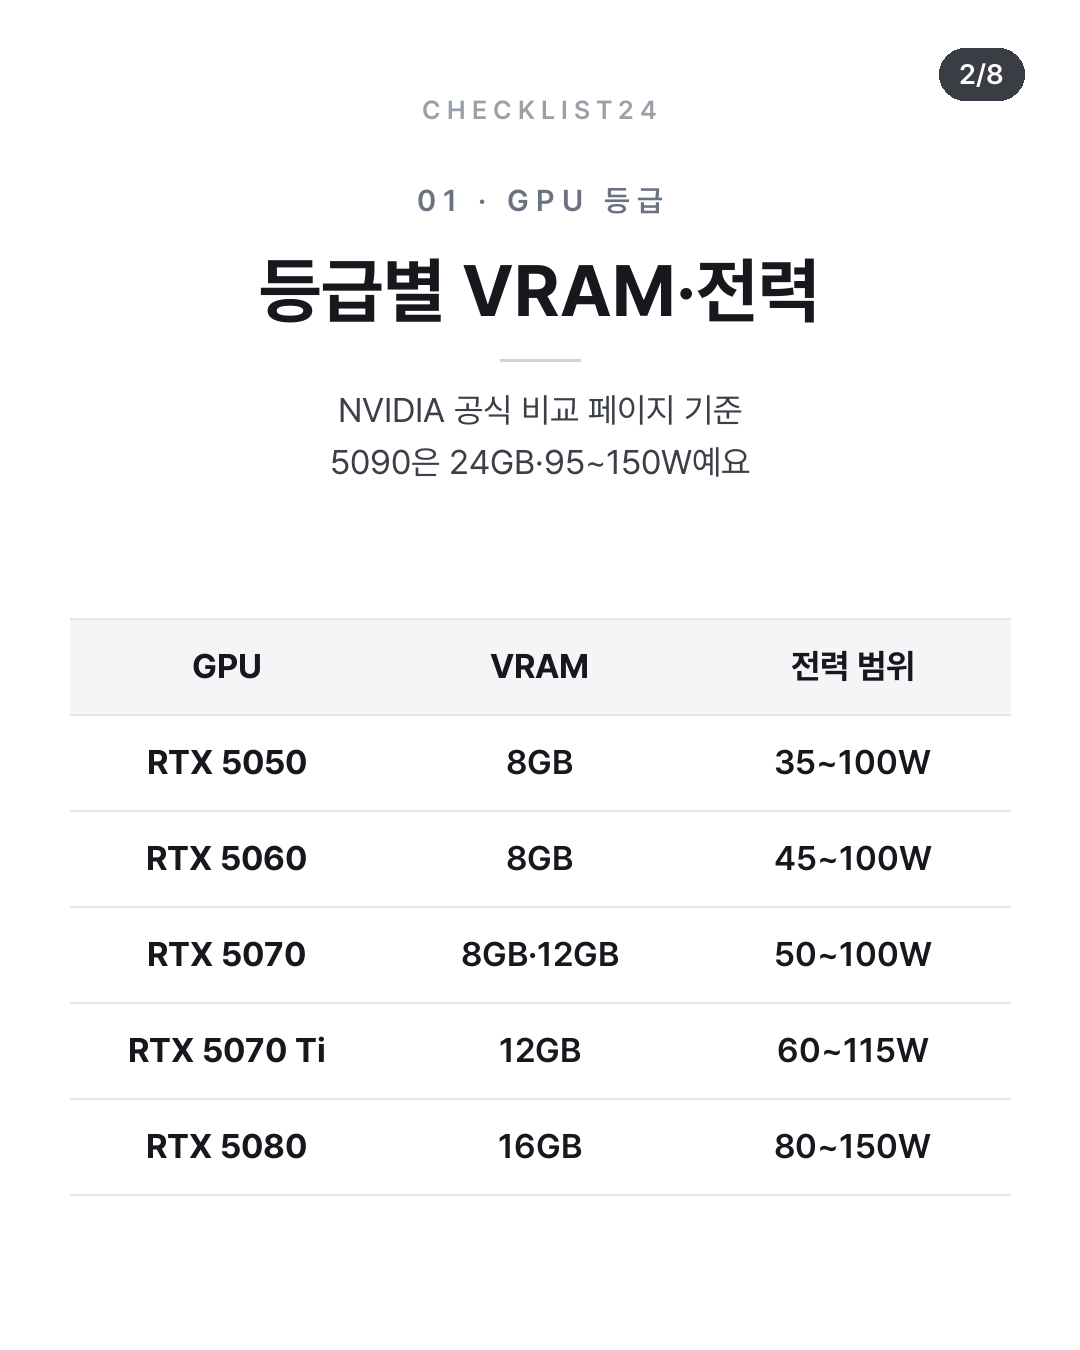 2/8
CHECKLIST24
01 · GPU 등급
등급별 VRAM·전력
NVIDIA 공식 비교 페이지 기준
5090은 24GB·95~150W예요
GPU VRAM 전력 범위
RTX 5050 8GB 35~100W
RTX 5060 8GB 45~100W
RTX 5070 8GB·12GB 50~100W
RTX 5070 Ti 12GB 60~115W
RTX 5080 16GB 80~150W